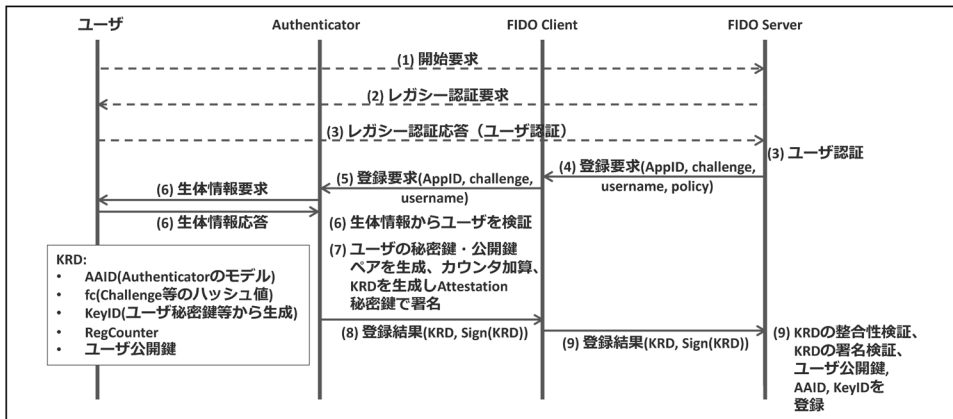 ユーザ
Authenticator
FIDO Client
FIDO Server
(1) 開始要求
(2) レガシー認証要求
(3) レガシー認証応答（ユーザ認証）
(3) ユーザ認証
(4) 登録要求(AppID, challenge,
username, policy)
(5) 登録要求(AppID, challenge,
username)
(6) 生体情報要求
(6) 生体情報応答
(6) 生体情報からユーザを検証
(7) ユーザの秘密鍵・公開鍵
ペアを生成、カウンタ加算、
KRDを生成しAttestation
秘密鍵で署名
KRD:
• AAID(Authenticatorのモデル)
• fc(Challenge等のハッシュ値)
• KeyID(ユーザ秘密鍵等から生成)
• RegCounter
• ユーザ公開鍵
(8) 登録結果(KRD, Sign(KRD))
(9) 登録結果(KRD, Sign(KRD))
(9) KRDの整合性検証、
KRDの署名検証、
ユーザ公開鍵,
AAID, KeyIDを
登録